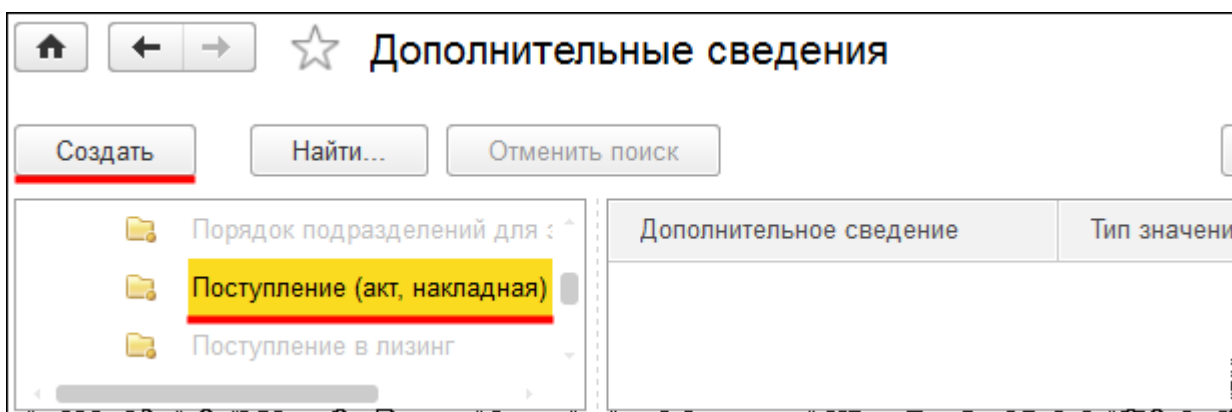 Дополнительные сведения
Создать Найти... Отменить поиск
Порядок подразделений для з
Дополнительное сведение Тип значени
Поступление (акт, накладная)
Поступление в лизинг